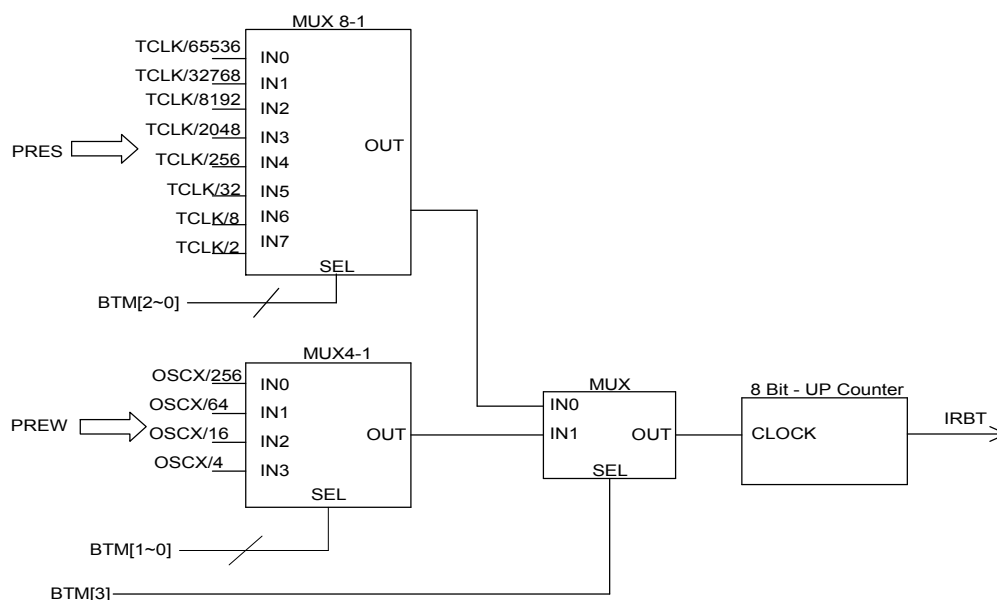 MUX 8-1
TCLK/65536
IN0
TCLK/32768
IN1
TCLK/8192
IN2
TCLK/2048
IN3
OUT
PRES
TCLK/256
IN4
TCLK/32
IN5
TCLK/8
IN6
TCLK/2
IN7
SEL
BTM[2~0]
MUX4-1
OSCX/256
IN0
OSCX/64
IN1
PREW
OSCX/16
IN2
OUT
OSCX/4
IN3
SEL
BTM[1~0]
MUX
IN0
IN1
OUT
SEL
8 Bit - UP Counter
CLOCK
IRBT
BTM[3]